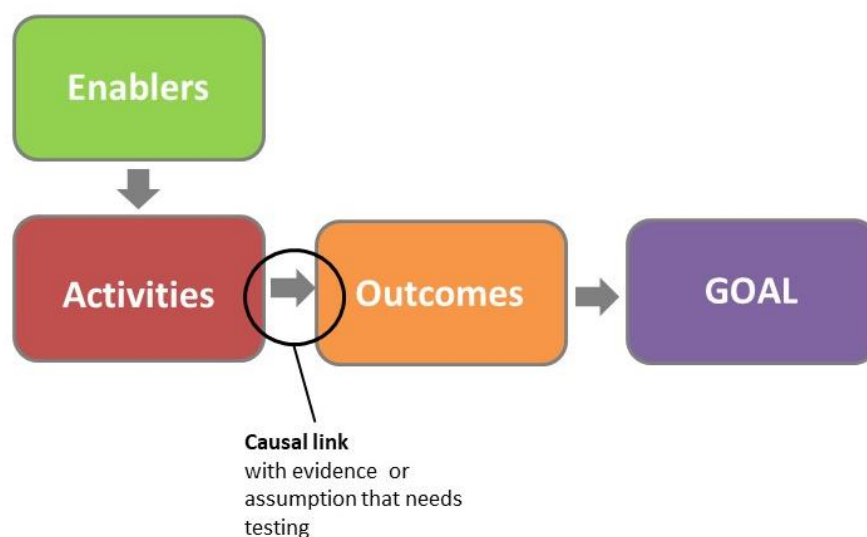 Enablers
Activities
Outcomes
GOAL
Causal link
with evidence or
assumption that needs
testing